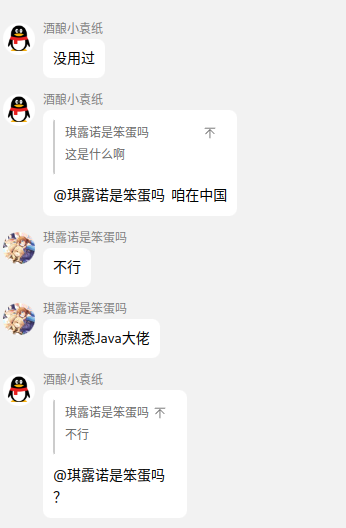 酒酿小袁纸
没用过
酒酿小袁纸
琪露诺是笨蛋吗 不
这是什么啊
@琪露诺是笨蛋吗 咱在中国
琪露诺是笨蛋吗
不行
琪露诺是笨蛋吗
你熟悉Java大佬
酒酿小袁纸
琪露诺是笨蛋吗 不
不行
@琪露诺是笨蛋吗
？